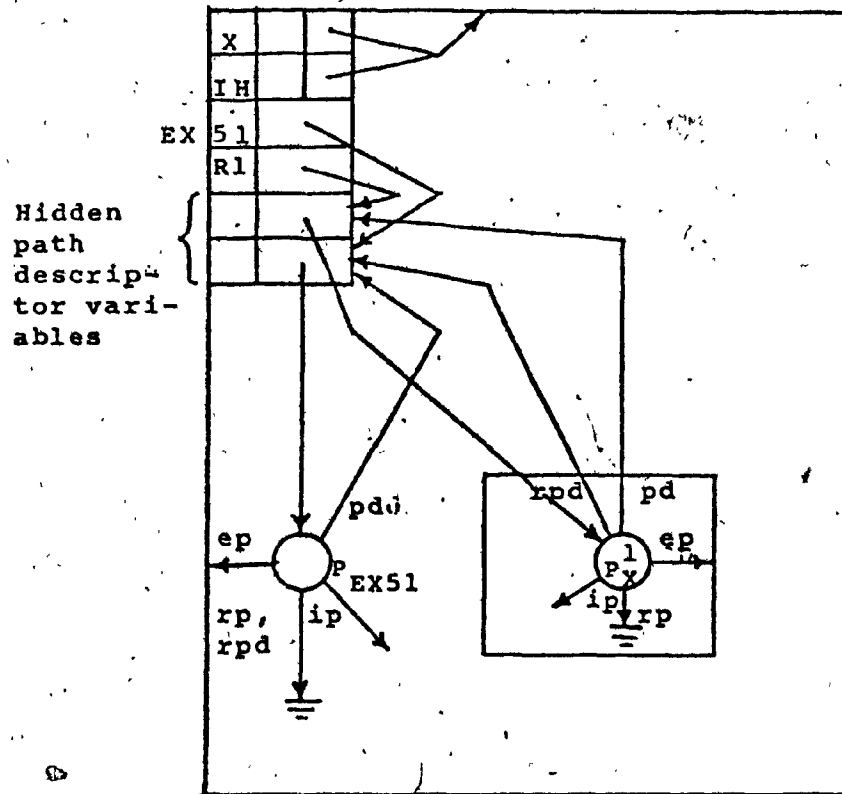 X
IH
EX 51
R1
Hidden
path
descrip-
tor vari-
ables
rpd pd
pdd
ep
P EX51
ep
P 1 X
rp, ip
rpd
ip rp